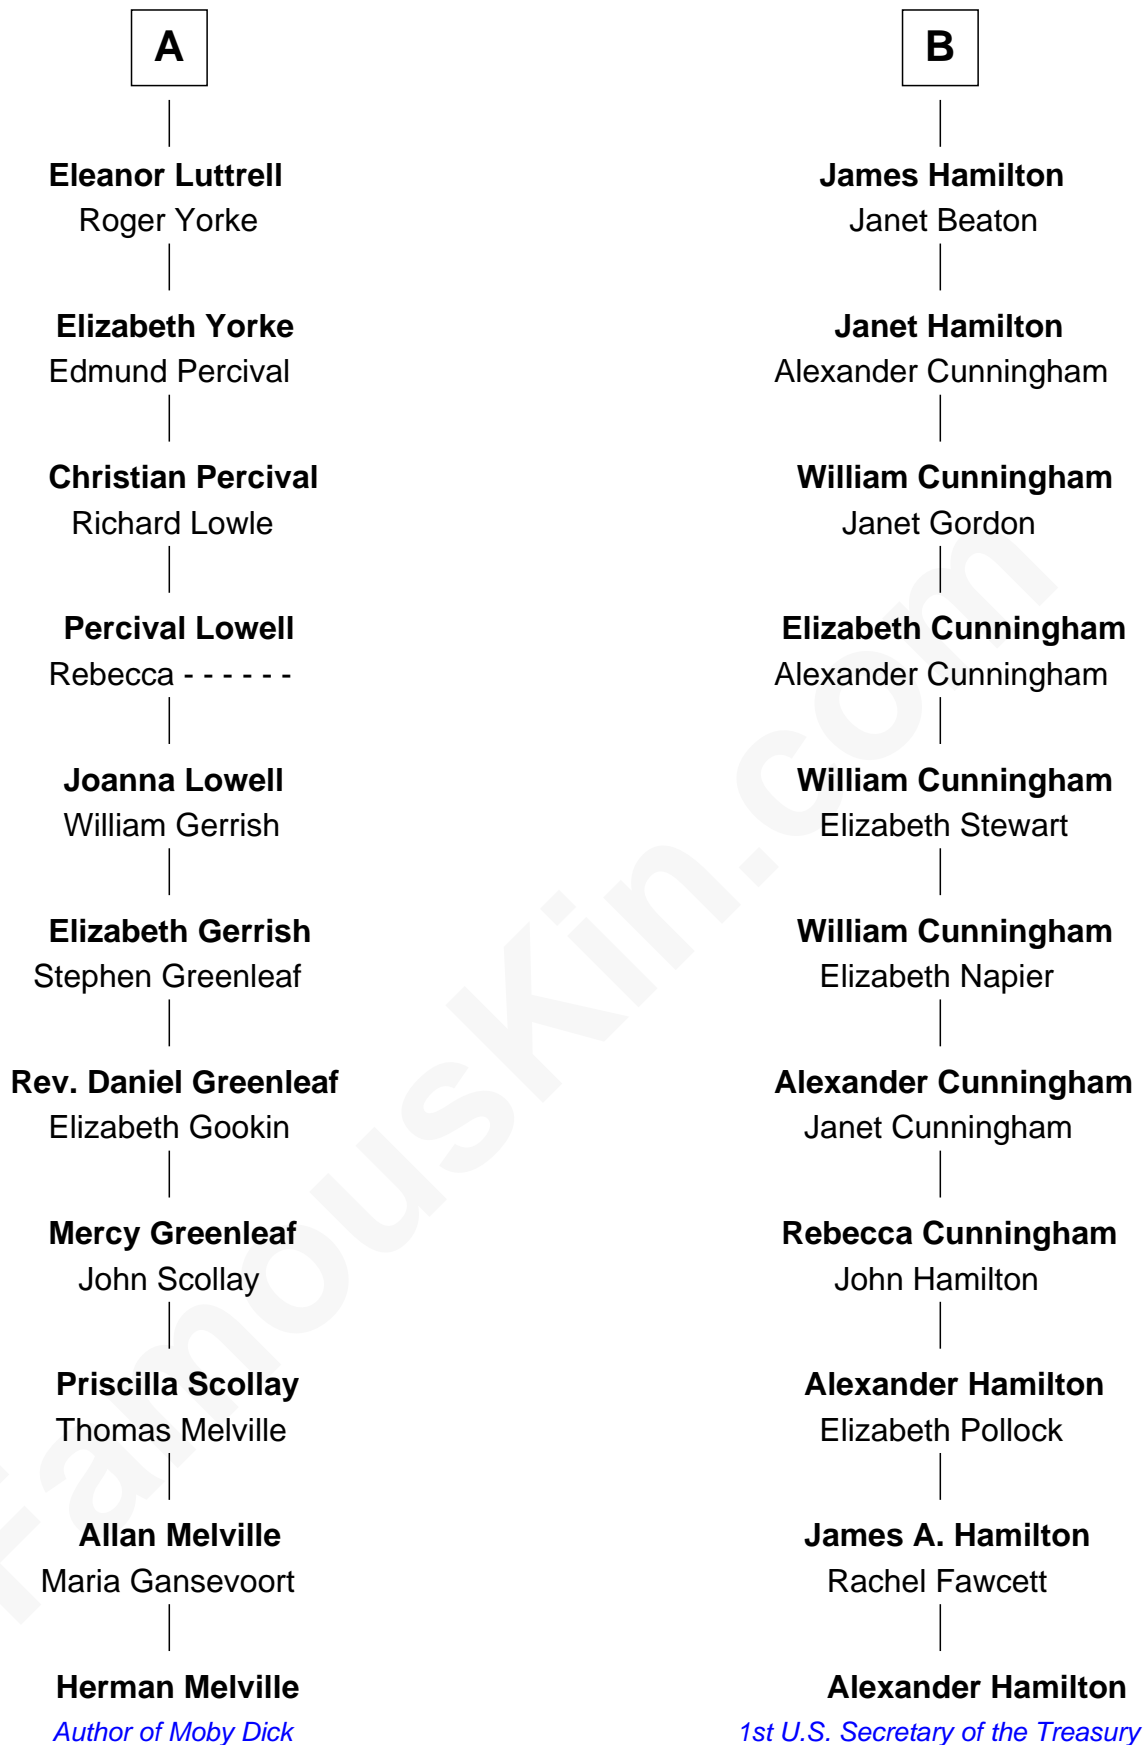 A
Eleanor Luttrell
Roger Yorke
Elizabeth Yorke
Edmund Percival
Christian Percival
Richard Lowle
Percival Lowell
Rebecca - - - - - -
Joanna Lowell
William Gerrish
Elizabeth Gerrish
Stephen Greenleaf
Rev. Daniel Greenleaf
Elizabeth Gookin
Mercy Greenleaf
John Scollay
Priscilla Scollay
Thomas Melville
Allan Melville
Maria Gansevoort
Herman Melville
Author of Moby Dick
B
James Hamilton
Janet Beaton
Janet Hamilton
Alexander Cunningham
William Cunningham
Janet Gordon
Elizabeth Cunningham
Alexander Cunningham
William Cunningham
Elizabeth Stewart
William Cunningham
Elizabeth Napier
Alexander Cunningham
Janet Cunningham
Rebecca Cunningham
John Hamilton
Alexander Hamilton
Elizabeth Pollock
James A. Hamilton
Rachel Fawcett
Alexander Hamilton
1st U.S. Secretary of the Treasury
FamousKin.com